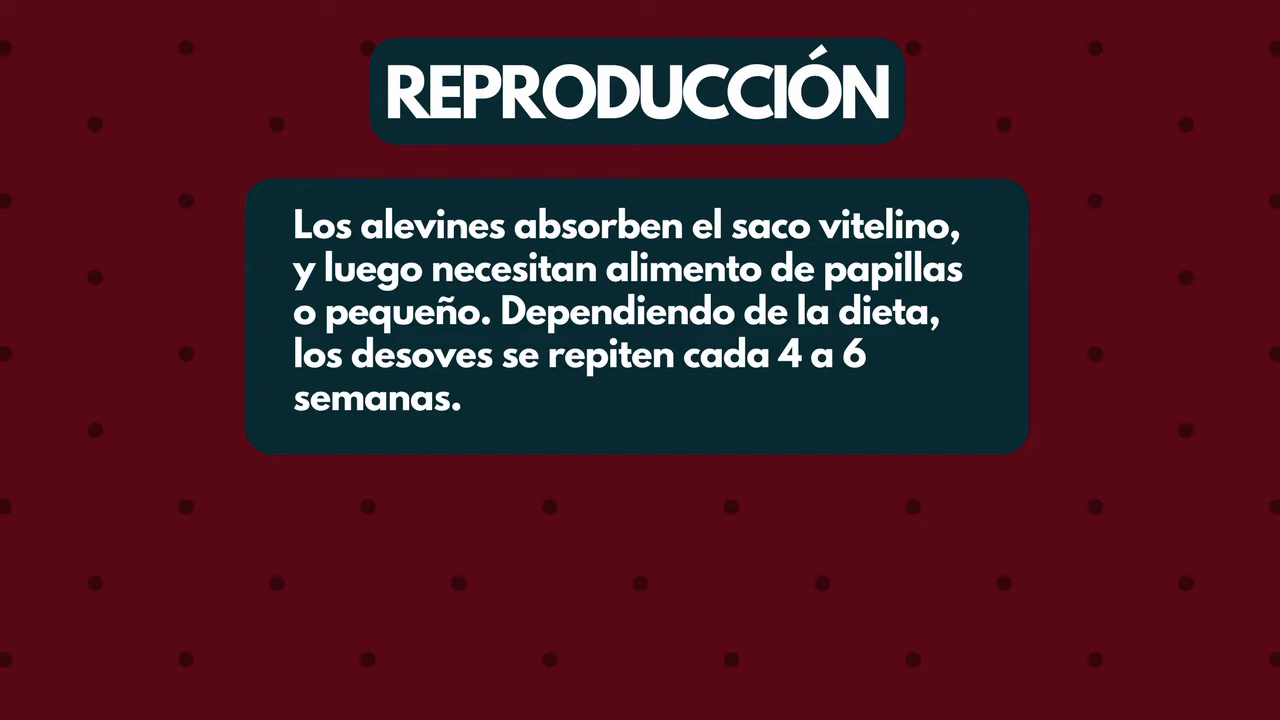 REPRODUCCIÓN
Los alevines absorben el saco vitelino,
y luego necesitan alimento de papillas
o pequeño. Dependiendo de la dieta,
los desoves se repiten cada 4 a 6
semanas.